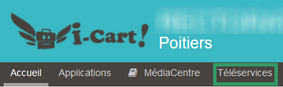 i-Cart!
Poitiers
Accueil Applications MédiaCentre Téléservices